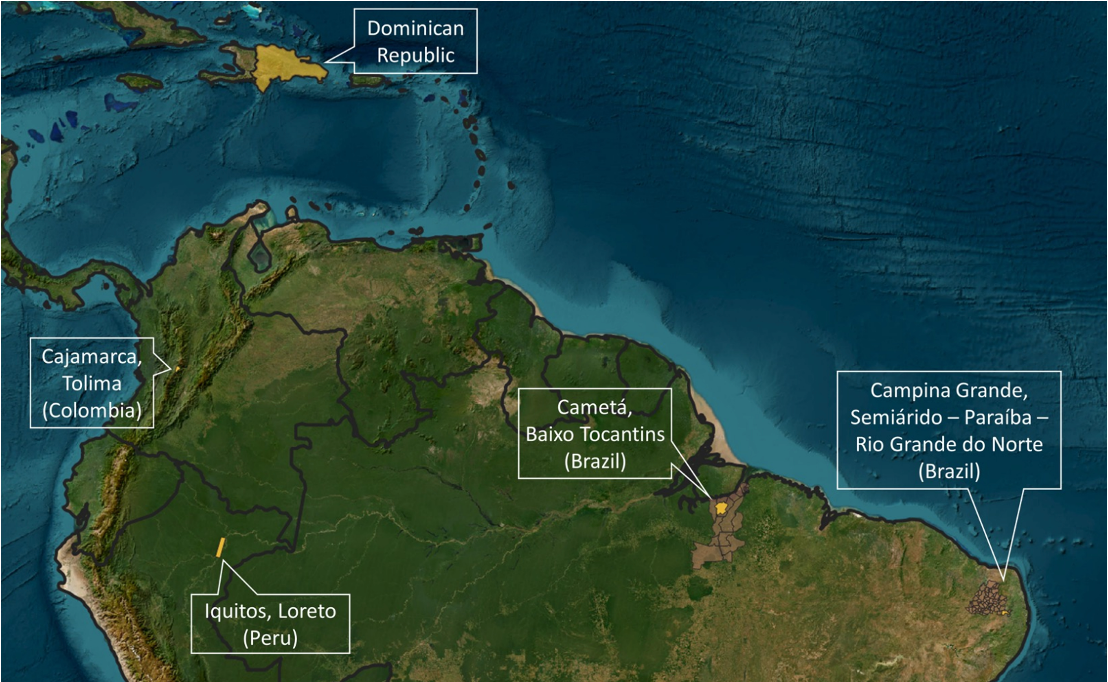 Dominican
Republic
Cajamarca,
Tolima
(Colombia)
Cametá,
Baixo Tocantins
(Brazil)
Campina Grande,
Semiárido – Paraíba –
Rio Grande do Norte
(Brazil)
Iquitos, Loreto
(Peru)